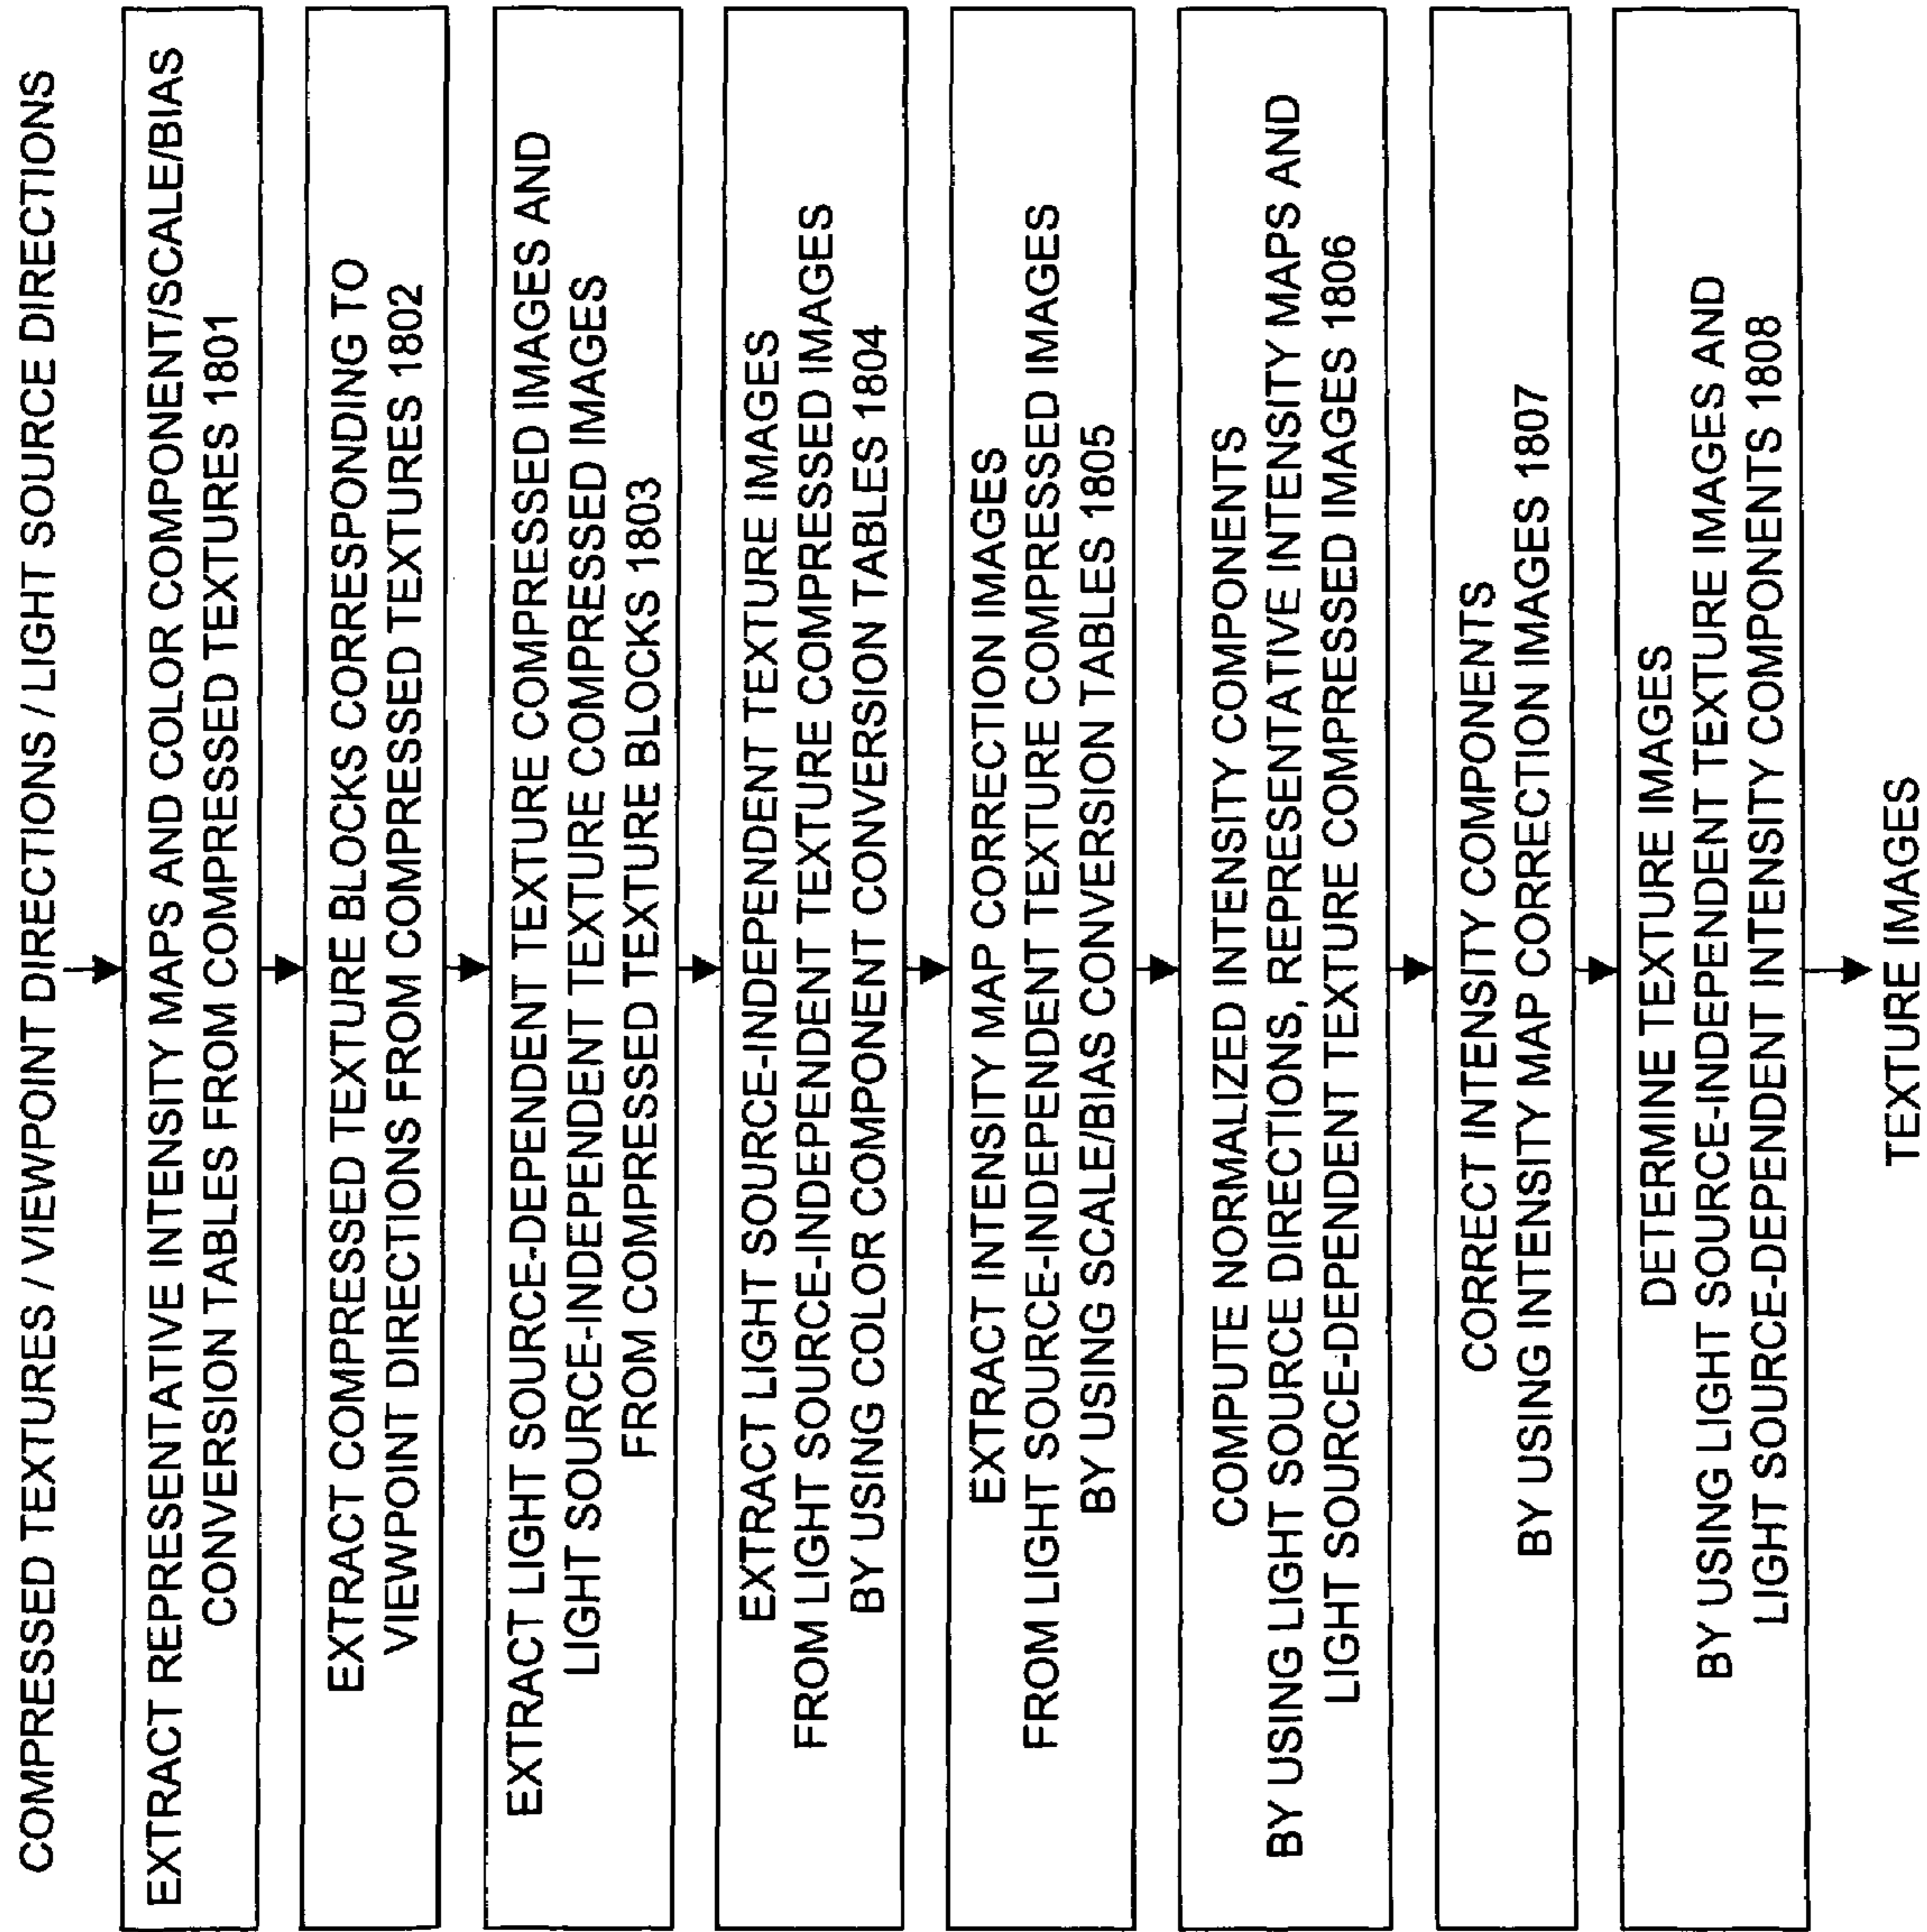 COMPRESSED TEXTURES / VIEWPOINT DIRECTIONS / LIGHT SOURCE DIRECTIONS
EXTRACT REPRESENTATIVE INTENSITY MAPS AND COLOR COMPONENT/SCALE/BIAS
CONVERSION TABLES FROM COMPRESSED TEXTURES 1801
EXTRACT COMPRESSED TEXTURE BLOCKS CORRESPONDING TO
VIEWPOINT DIRECTIONS FROM COMPRESSED TEXTURES 1802
EXTRACT LIGHT SOURCE-DEPENDENT TEXTURE COMPRESSED IMAGES AND
LIGHT SOURCE-INDEPENDENT TEXTURE COMPRESSED IMAGES
FROM COMPRESSED TEXTURE BLOCKS 1803
EXTRACT LIGHT SOURCE-INDEPENDENT TEXTURE IMAGES
FROM LIGHT SOURCE-INDEPENDENT TEXTURE COMPRESSED IMAGES
BY USING COLOR COMPONENT CONVERSION TABLES 1804
EXTRACT INTENSITY MAP CORRECTION IMAGES
FROM LIGHT SOURCE-INDEPENDENT TEXTURE COMPRESSED IMAGES
BY USING SCALE/BIAS CONVERSION TABLES 1805
COMPUTE NORMALIZED INTENSITY COMPONENTS
BY USING LIGHT SOURCE DIRECTIONS, REPRESENTATIVE INTENSITY MAPS AND
LIGHT SOURCE-DEPENDENT TEXTURE COMPRESSED IMAGES 1806
CORRECT INTENSITY COMPONENTS
BY USING INTENSITY MAP CORRECTION IMAGES 1807
DETERMINE TEXTURE IMAGES
BY USING LIGHT SOURCE-INDEPENDENT TEXTURE IMAGES AND
LIGHT SOURCE-DEPENDENT INTENSITY COMPONENTS 1808
TEXTURE IMAGES